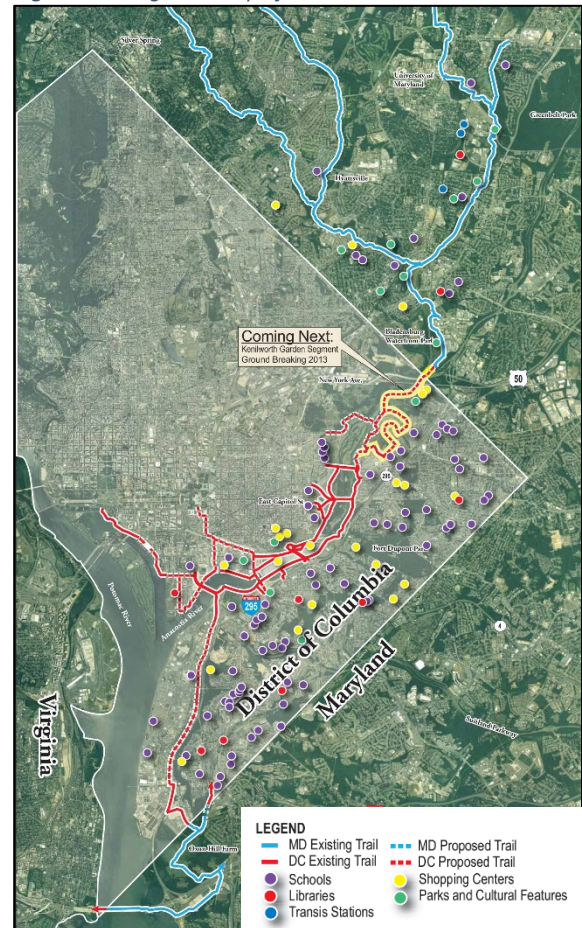 Silver Spring
University of
Maryland
Greenbelt Park
Hyattsville
Bladensburg
Waterfront Park
Coming Next:
Kenilworth Garden Segment
Ground Breaking 2013
New York Ave
50
295
East Capitol St
Fort Dupont Park
Potomac River
Anacostia River
295
District of Columbia
Maryland
4
Virginia
Suitland Parkway
Oxon Hill Farm
LEGEND
MD Existing Trail
MD Proposed Trail
DC Existing Trail
DC Proposed Trail
Schools
Shopping Centers
Libraries
Parks and Cultural Features
Transis Stations